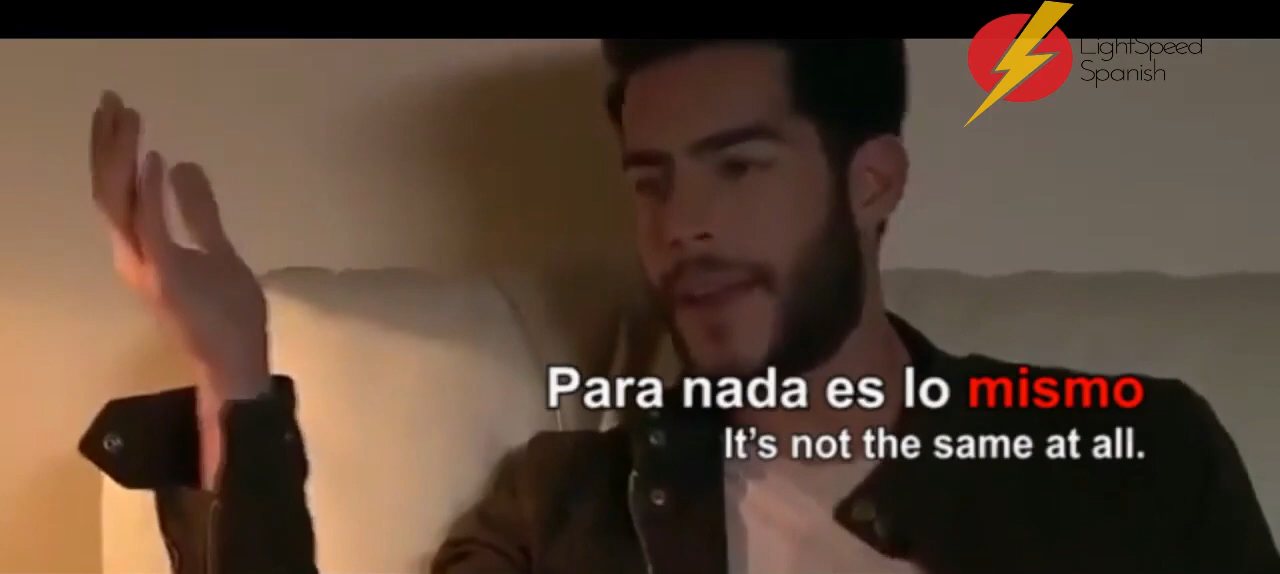 LightSpeed
Spanish
Para nada es lo mismo
It's not the same at all.